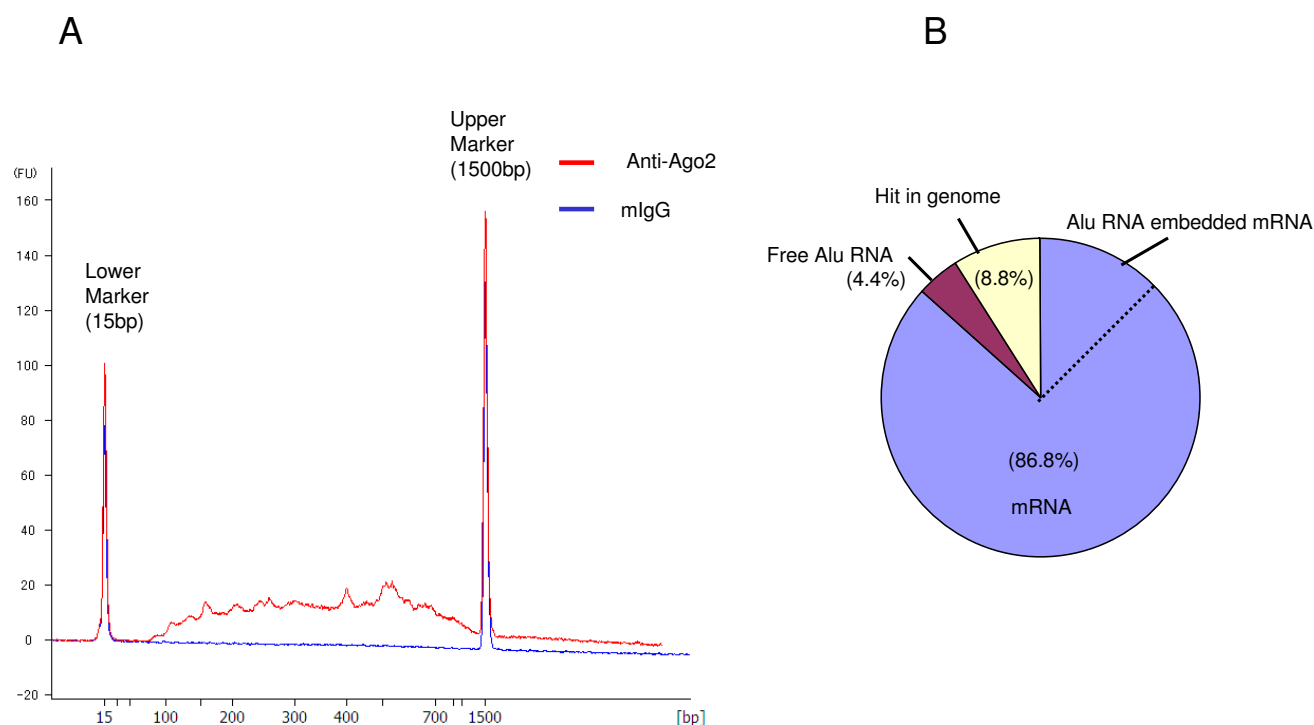 A
B
Upper
Marker
(1500bp)
Anti-Ago2
mIgG
Lower
Marker
(15bp)
(FU)
160
140
120
100
80
60
40
20
0
-20
15 100 200 300 400 700 1500 [bp]
Hit in genome
Alu RNA embedded mRNA
Free Alu RNA
(4.4%)
(8.8%)
(86.8%)
mRNA